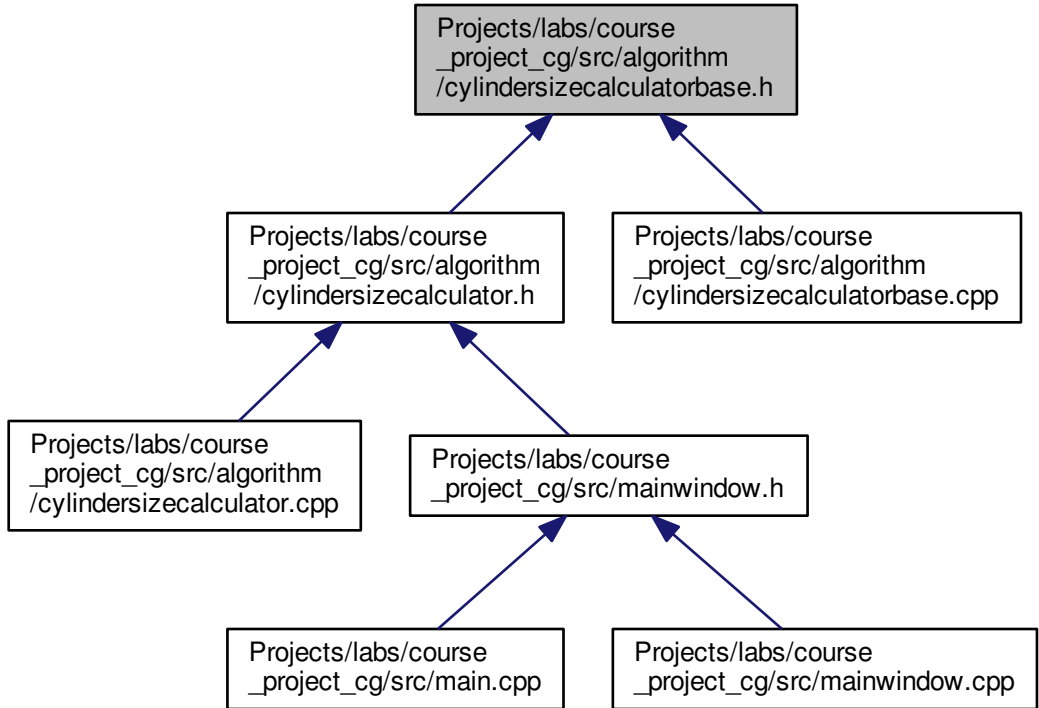 Projects/labs/course
_project_cg/src/algorithm
/cylindersizecalculatorbase.h
Projects/labs/course
_project_cg/src/algorithm
/cylindersizecalculator.h
Projects/labs/course
_project_cg/src/algorithm
/cylindersizecalculatorbase.cpp
Projects/labs/course
_project_cg/src/algorithm
/cylindersizecalculator.cpp
Projects/labs/course
_project_cg/src/mainwindow.h
Projects/labs/course
_project_cg/src/main.cpp
Projects/labs/course
_project_cg/src/mainwindow.cpp